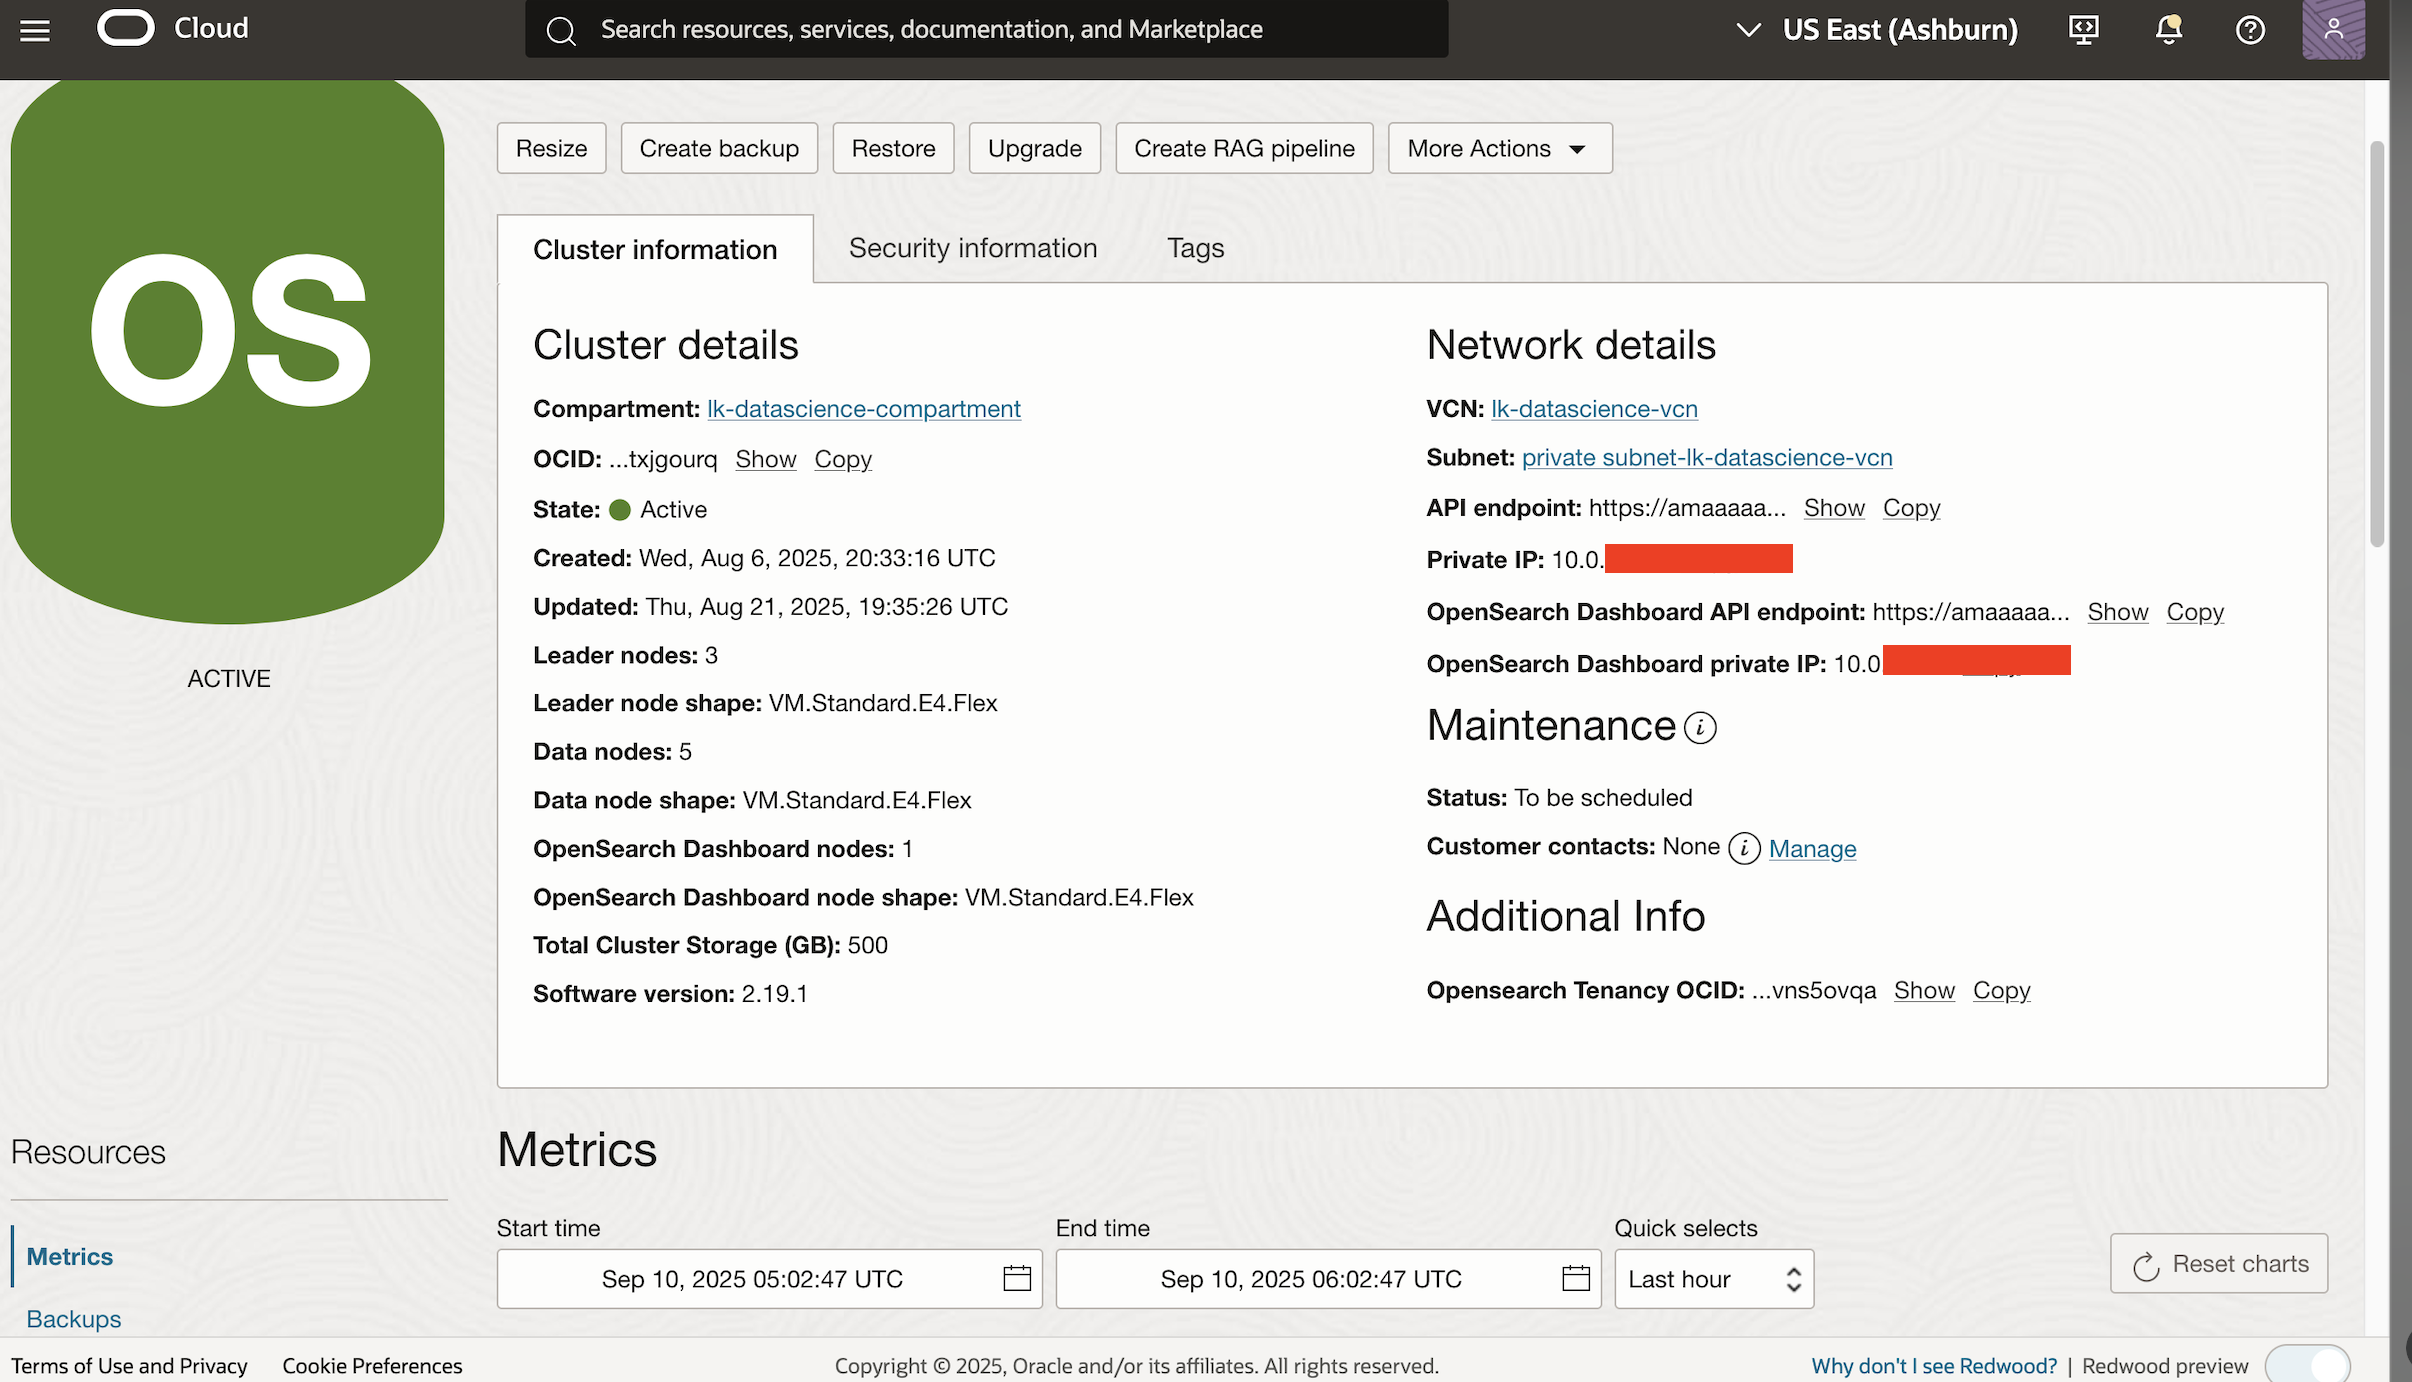 Cloud
Search resources, services, documentation, and Marketplace
US East (Ashburn)
OS
ACTIVE
Resize
Create backup
Restore
Upgrade
Create RAG pipeline
More Actions
Cluster information
Security information
Tags
Cluster details
Compartment: lk-datascience-compartment
OCID: ...txjgourq Show Copy
State: Active
Created: Wed, Aug 6, 2025, 20:33:16 UTC
Updated: Thu, Aug 21, 2025, 19:35:26 UTC
Leader nodes: 3
Leader node shape: VM.Standard.E4.Flex
Data nodes: 5
Data node shape: VM.Standard.E4.Flex
OpenSearch Dashboard nodes: 1
OpenSearch Dashboard node shape: VM.Standard.E4.Flex
Total Cluster Storage (GB): 500
Software version: 2.19.1
Network details
VCN: lk-datascience-vcn
Subnet: private subnet-lk-datascience-vcn
API endpoint: https://amaaaaa... Show Copy
Private IP: 10.0.
OpenSearch Dashboard API endpoint: https://amaaaaa... Show Copy
OpenSearch Dashboard private IP: 10.0
Maintenance
Status: To be scheduled
Customer contacts: None Manage
Additional Info
Opensearch Tenancy OCID: ...vns5ovqa Show Copy
Resources
Metrics
Backups
Metrics
Start time
Sep 10, 2025 05:02:47 UTC
End time
Sep 10, 2025 06:02:47 UTC
Quick selects
Last hour
Reset charts
Terms of Use and Privacy
Cookie Preferences
Copyright © 2025, Oracle and/or its affiliates. All rights reserved.
Why don't I see Redwood? | Redwood preview